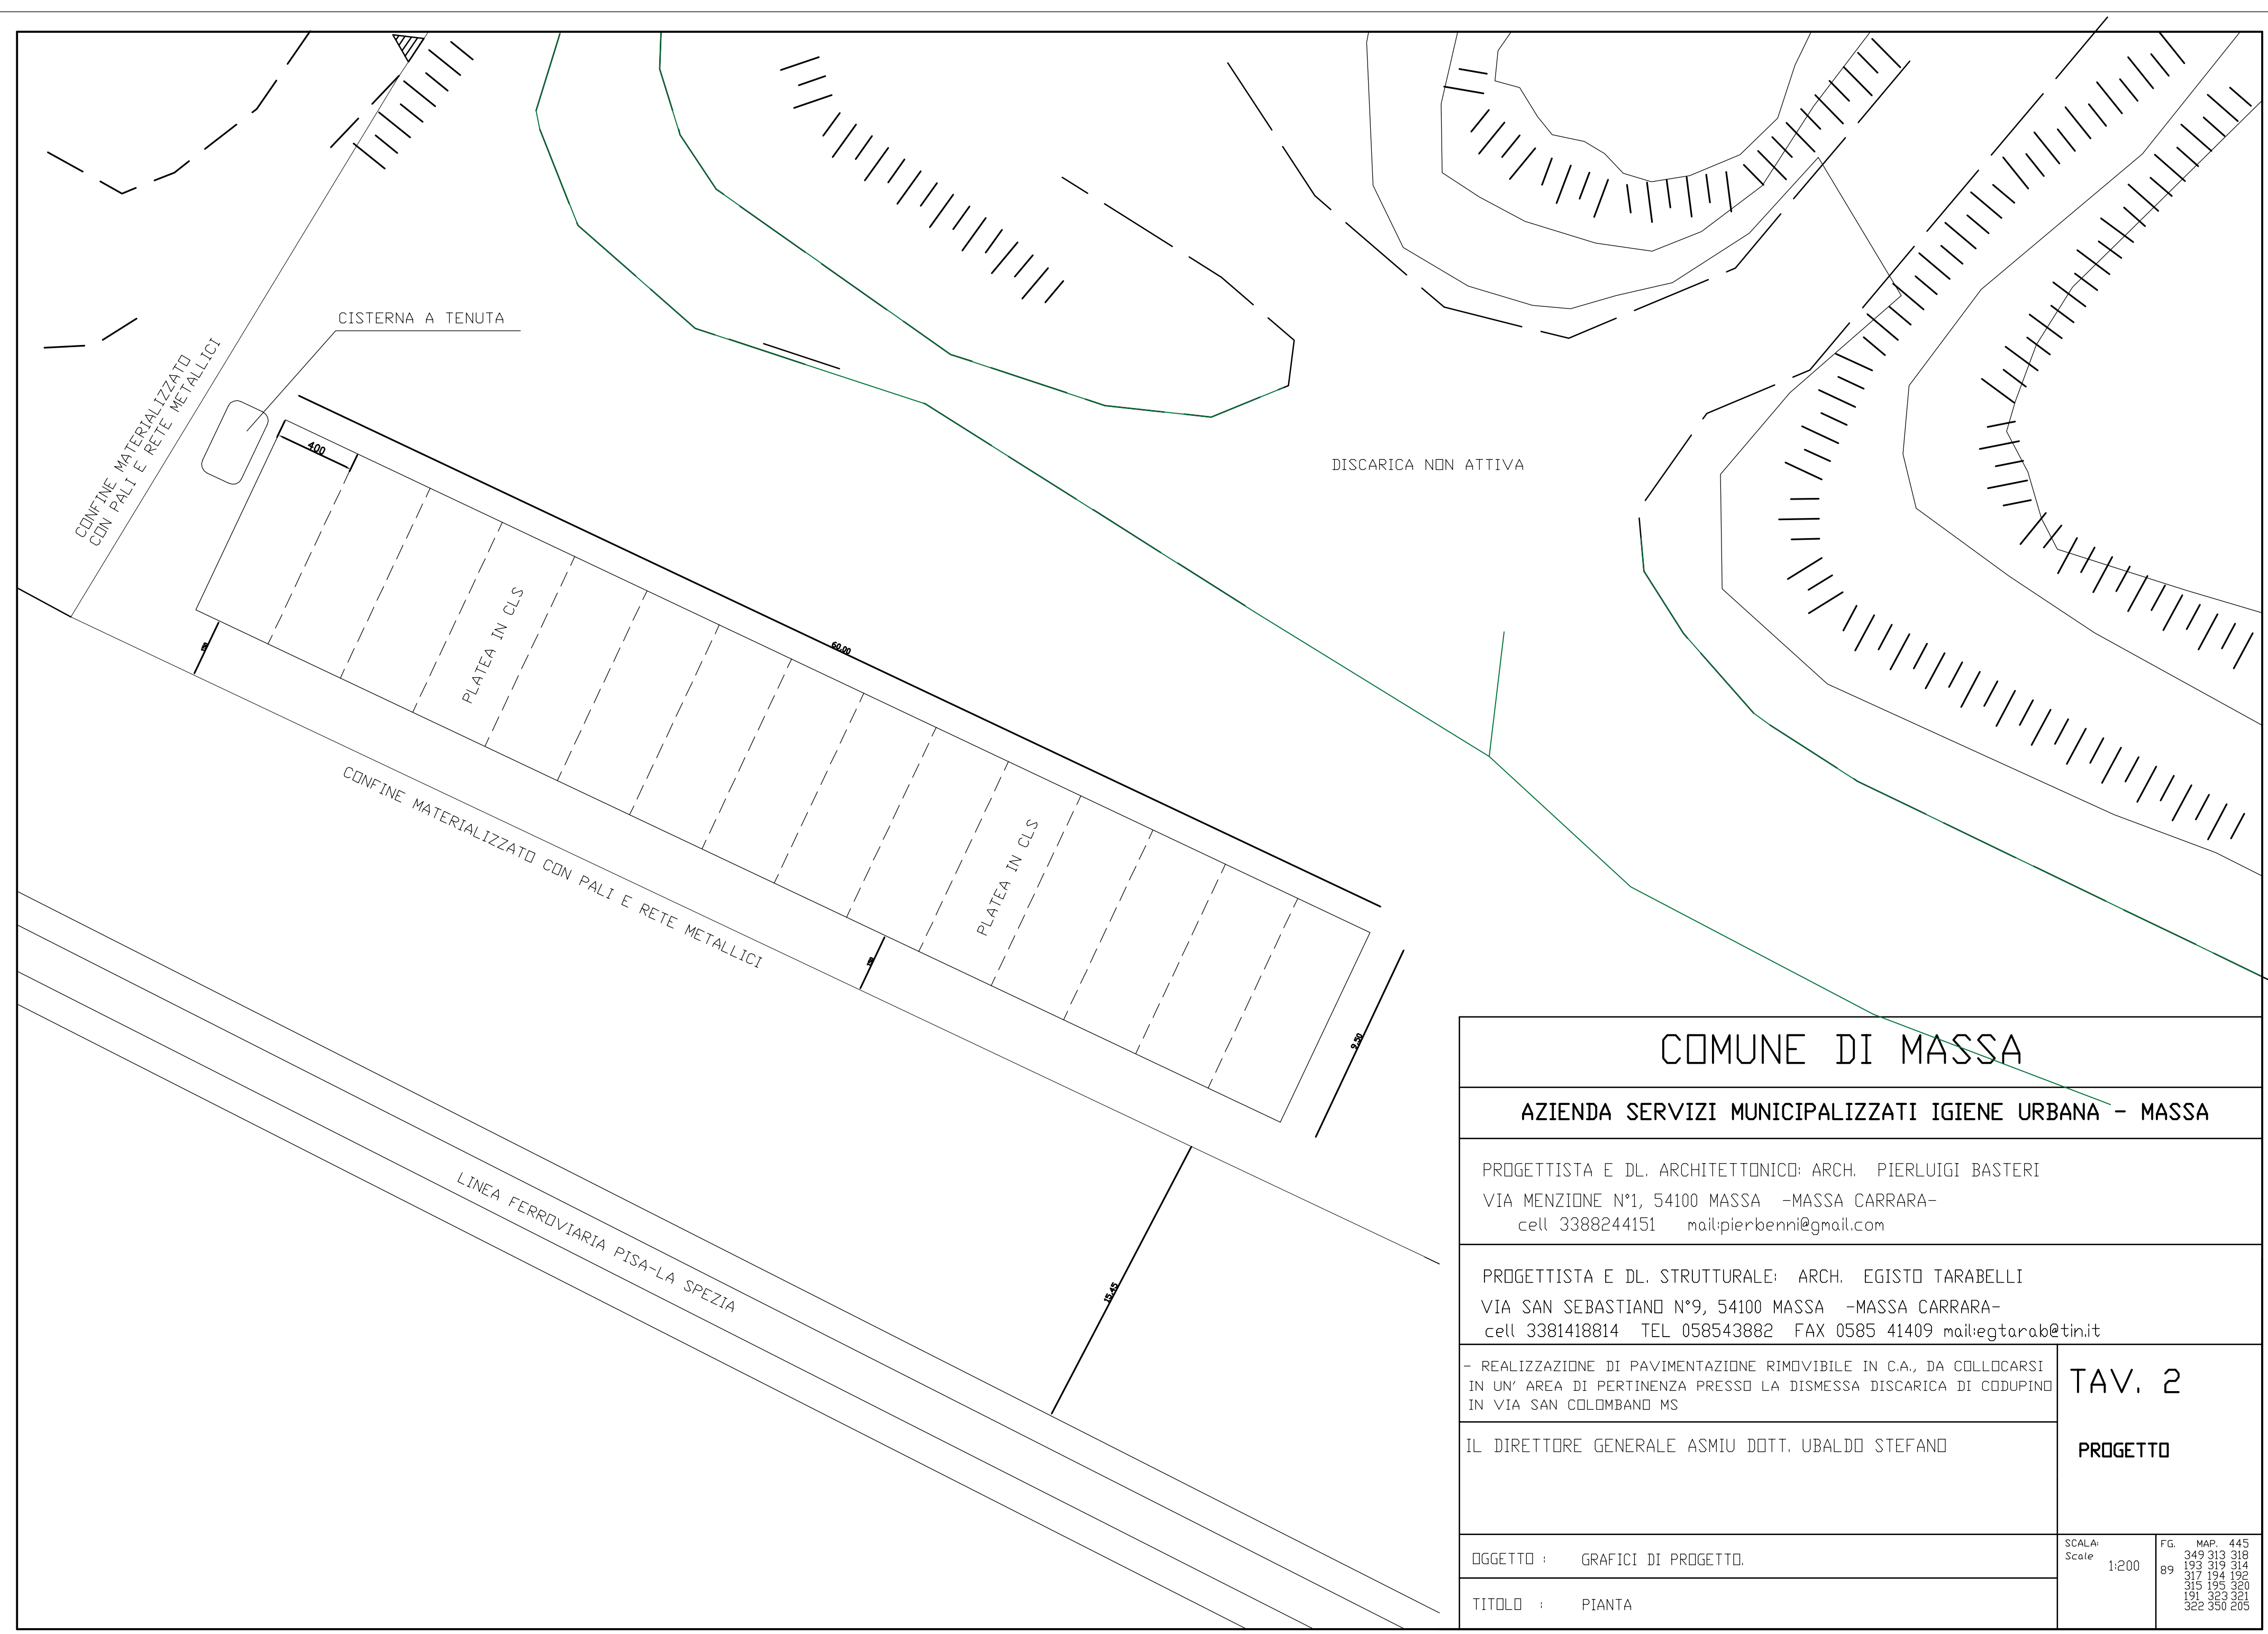 CISTERNA A TENUTA
CONFINE MATERIALIZZATO
CON PALI E RETE METALLICI
4.00
DISCARICA NON ATTIVA
PLATEA IN CLS
60.00
PLATEA IN CLS
CONFINE MATERIALIZZATO CON PALI E RETE METALLICI
9.50
LINEA FERROVIARIA PISA-LA SPEZIA
15.45
COMUNE DI MASSA
AZIENDA SERVIZI MUNICIPALIZZATI IGIENE URBANA - MASSA
PROGETTISTA E DL. ARCHITETTONICO: ARCH. PIERLUIGI BASTERI
VIA MENZIONE N°1, 54100 MASSA -MASSA CARRARA-
cell 3388244151 mail:pierbenni@gmail.com
PROGETTISTA E DL. STRUTTURALE: ARCH. EGISTO TARABELLI
VIA SAN SEBASTIANO N°9, 54100 MASSA -MASSA CARRARA-
cell 3381418814 TEL 058543882 FAX 0585 41409 mail:egtarab@tin.it
- REALIZZAZIONE DI PAVIMENTAZIONE RIMOVIBILE IN C.A., DA COLLOCARSI
IN UN' AREA DI PERTINENZA PRESSO LA DISMESSA DISCARICA DI CODUPINO
IN VIA SAN COLOMBANO MS
TAV. 2
PROGETTO
IL DIRETTORE GENERALE ASMIU DOTT. UBALDO STEFANO
OGGETTO : GRAFICI DI PROGETTO.
TITOLO : PIANTA
SCALA:
Scale
1:200
FG.
89
MAP. 445
349 313 318
193 319 314
317 194 192
315 195 320
191 323 321
322 350 205